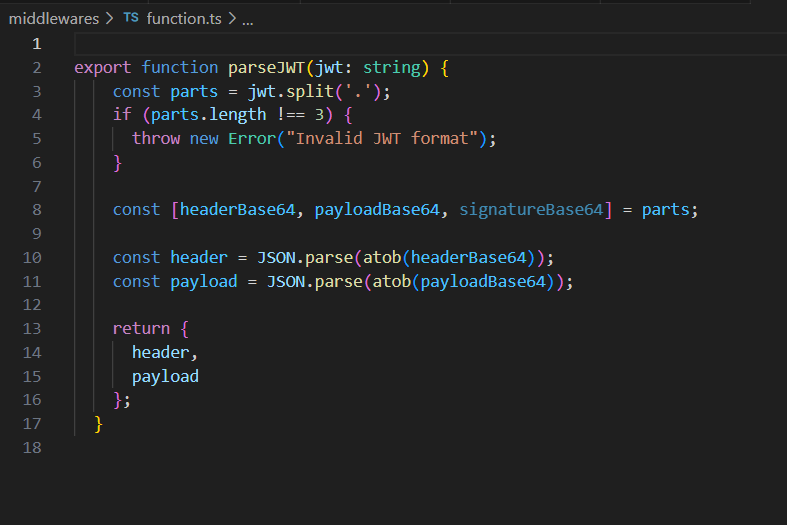 middlewares > TS function.ts > ...
1
2 export function parseJWT(jwt: string) {
3 const parts = jwt.split('.');
4 if (parts.length !== 3) {
5 throw new Error("Invalid JWT format");
6 }
7
8 const [headerBase64, payloadBase64, signatureBase64] = parts;
9
10 const header = JSON.parse(atob(headerBase64));
11 const payload = JSON.parse(atob(payloadBase64));
12
13 return {
14 header,
15 payload
16 };
17 }
18